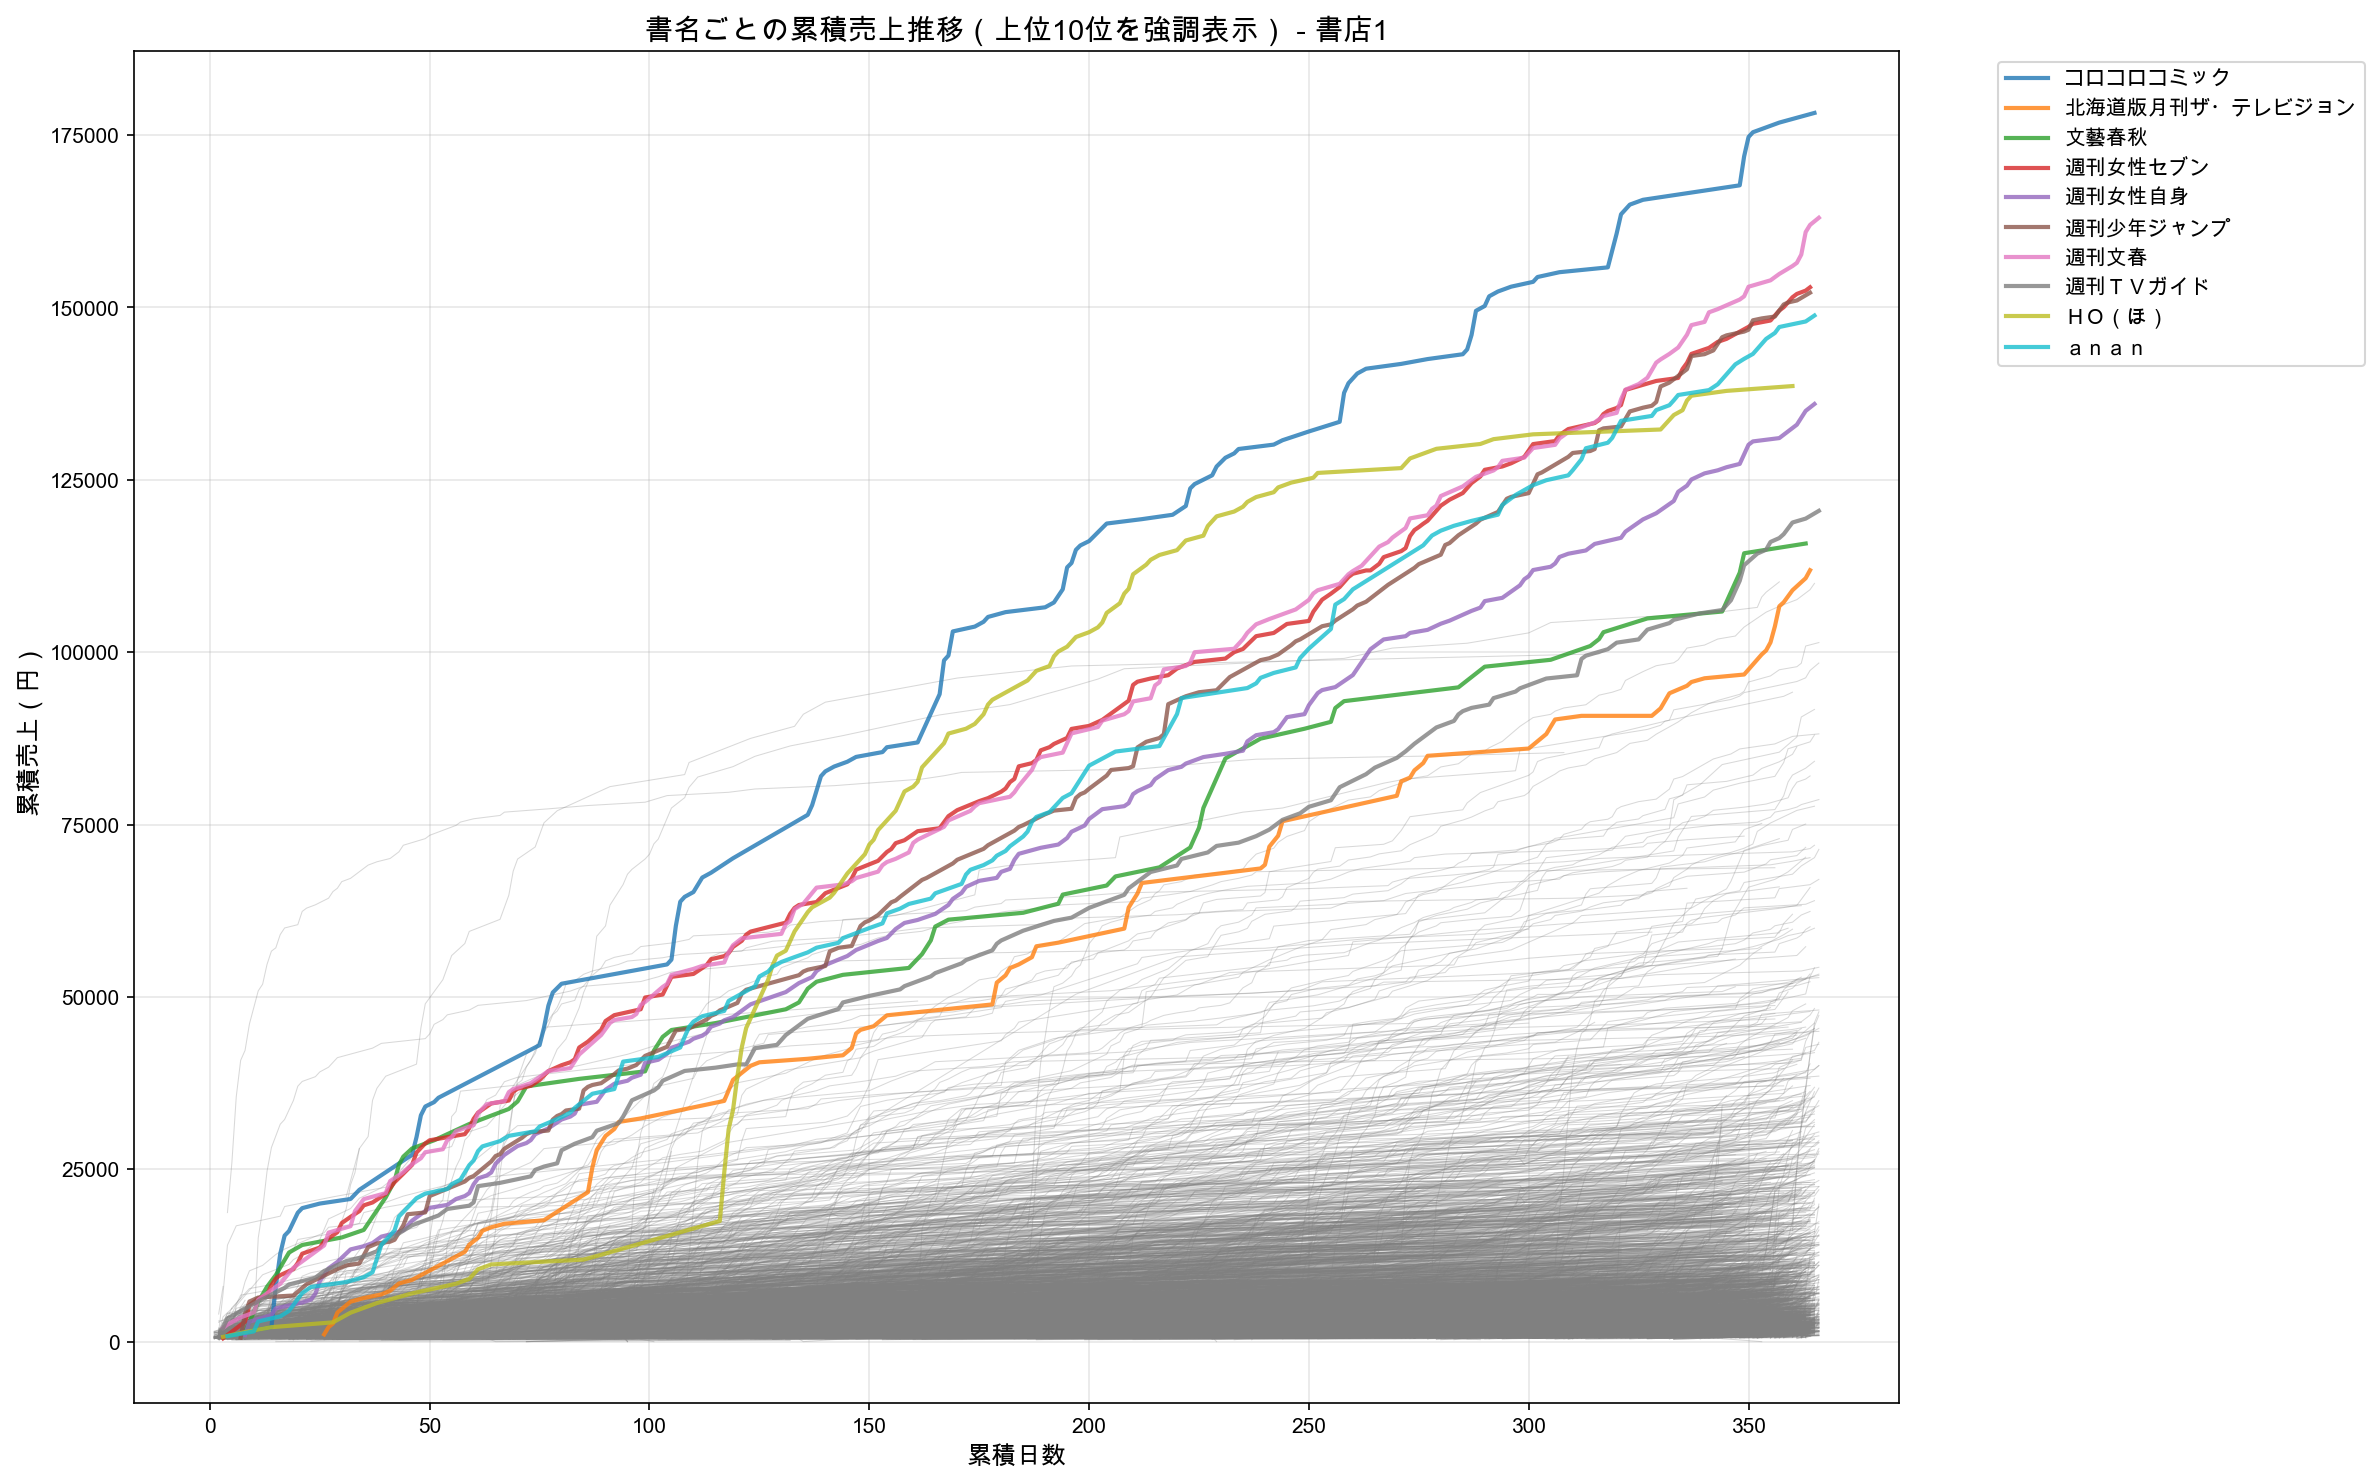 書名ごとの累積売上推移（上位10位を強調表示） - 書店1
累積売上（円）
175000
150000
125000
100000
75000
50000
25000
0
0 50 100 150 200 250 300 350
累積日数
コロコロコミック
北海道版月刊ザ・テレビジョン
文藝春秋
週刊女性セブン
週刊女性自身
週刊少年ジャンプ
週刊文春
週刊ＴＶガイド
ＨＯ（ほ）
ａｎａｎ